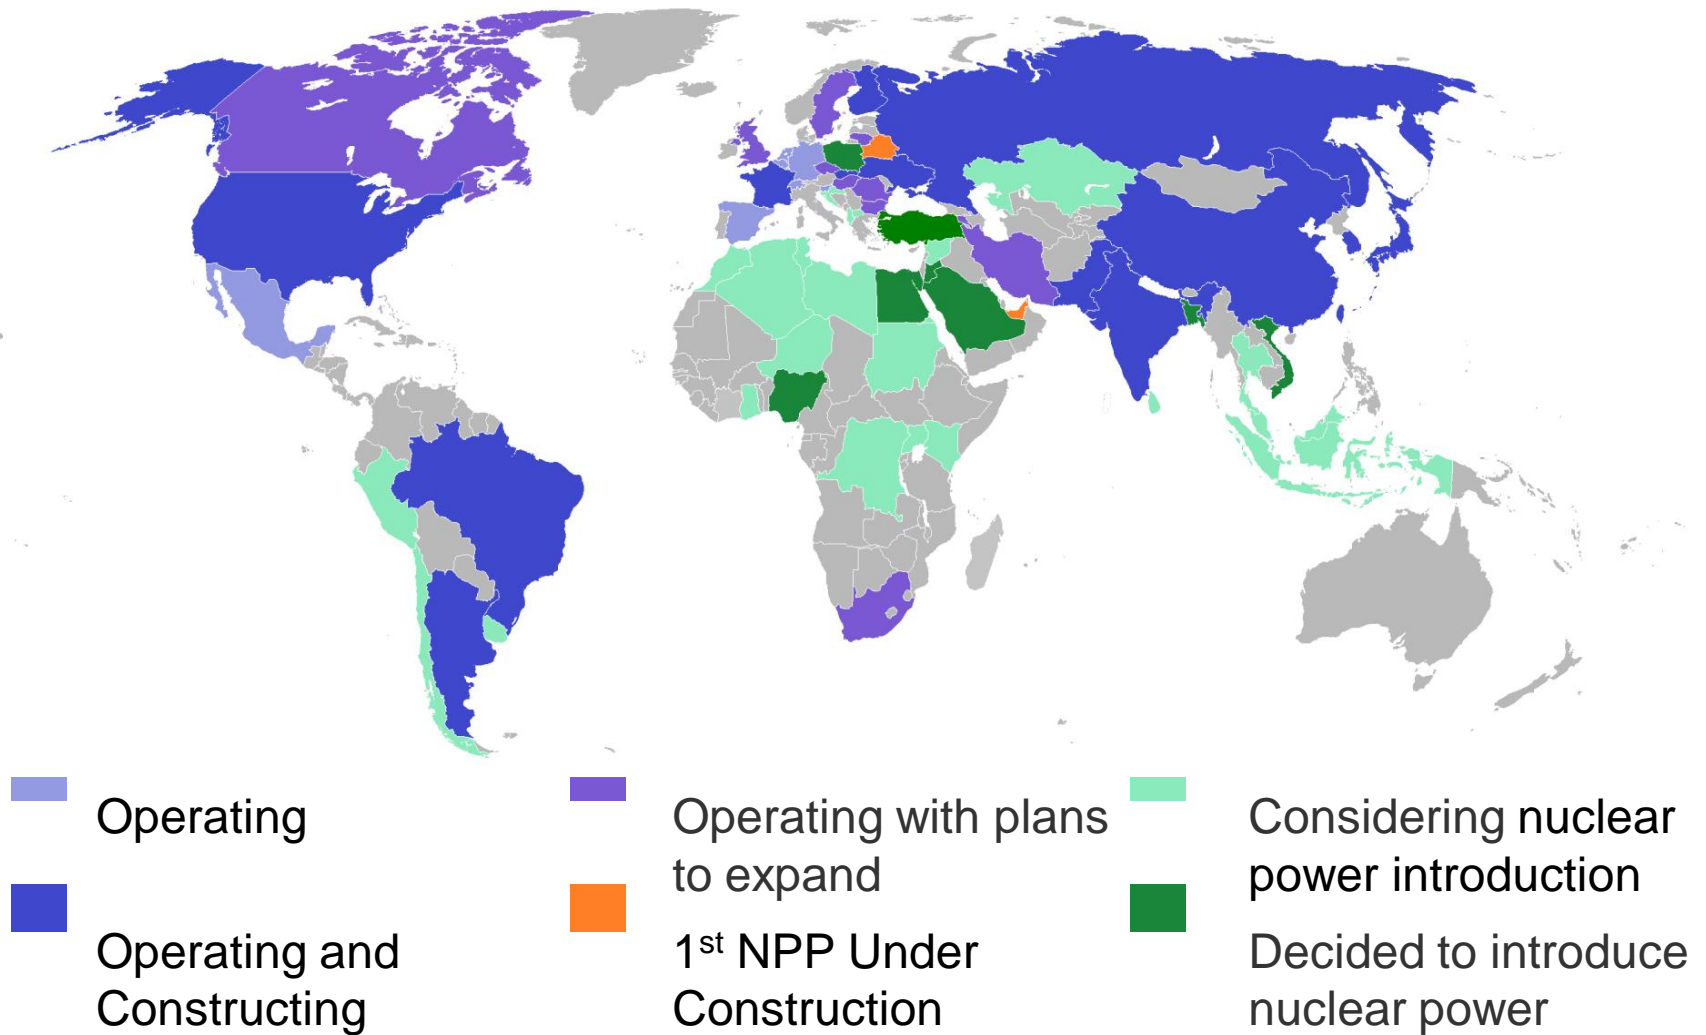 Operating
Operating with plans
to expand
Considering nuclear
power introduction
Operating and
Constructing
1st NPP Under
Construction
Decided to introduce
nuclear power